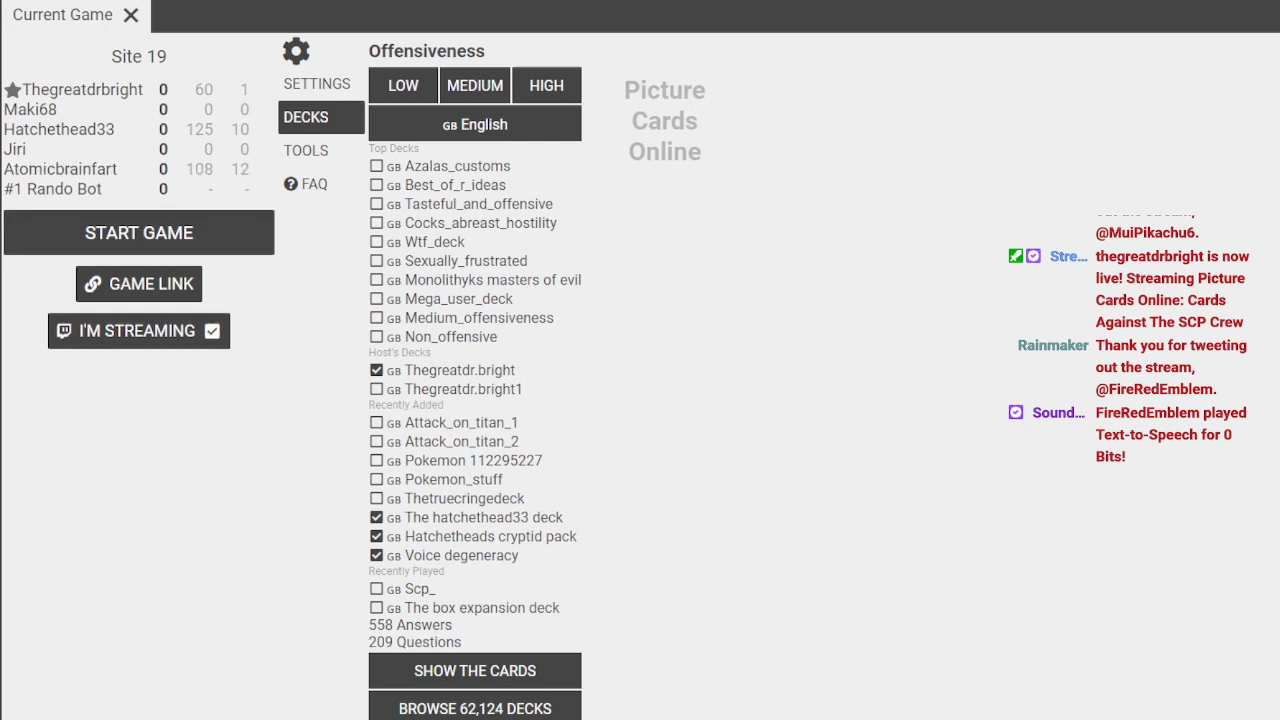 Current Game
Site 19
Thegreatdrbright 0 60 1
Maki68 0 0 0
Hatchethead33 0 125 10
Jiri 0 0 0
Atomicbrainfart 0 108 12
#1 Rando Bot 0 - -
START GAME
GAME LINK
I'M STREAMING
SETTINGS
DECKS
TOOLS
FAQ
Offensiveness
LOW MEDIUM HIGH
GB English
Top Decks
GB Azalas_customs
GB Best_of_r_ideas
GB Tasteful_and_offensive
GB Cocks_abreast_hostility
GB Wtf_deck
GB Sexually_frustrated
GB Monolithyks masters of evil
GB Mega_user_deck
GB Medium_offensiveness
GB Non_offensive
Host's Decks
GB Thegreatdr.bright
GB Thegreatdr.bright1
Recently Added
GB Attack_on_titan_1
GB Attack_on_titan_2
GB Pokemon 112295227
GB Pokemon_stuff
GB Thetruecringedeck
GB The hatchethead33 deck
GB Hatchetheads cryptid pack
GB Voice degeneracy
Recently Played
GB Scp_
GB The box expansion deck
558 Answers
209 Questions
SHOW THE CARDS
BROWSE 62,124 DECKS
Picture
Cards
Online
@MuiPikachu6.
Stre... thegreatdrbright is now
live! Streaming Picture
Cards Online: Cards
Against The SCP Crew
Rainmaker Thank you for tweeting
out the stream,
@FireRedEmblem.
Sound... FireRedEmblem played
Text-to-Speech for 0
Bits!